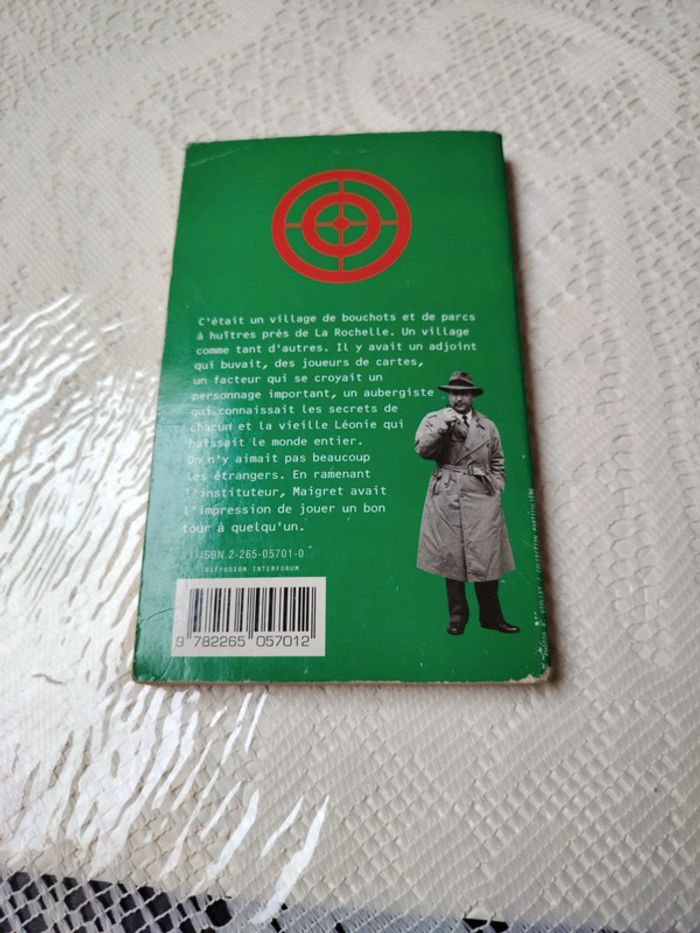 C'était un village de bouchots et de parcs
à huîtres près de La Rochelle. Un village
comme tant d'autres. Il y avait un adjoint
qui buvait, des joueurs de cartes,
un facteur qui se croyait un
personnage important, un aubergiste
qui connaissait les secrets de
chacun et la vieille Léonie qui
haïssait le monde entier.
On n'y aimait pas beaucoup
les étrangers. En ramenant
l'instituteur, Maigret avait
l'impression de jouer un bon
tour à quelqu'un.
ISBN 2-265-05701-0
DIFFUSION INTERFORUM
9 782265 057012
/ COLLECTION PARTICULIÈRE